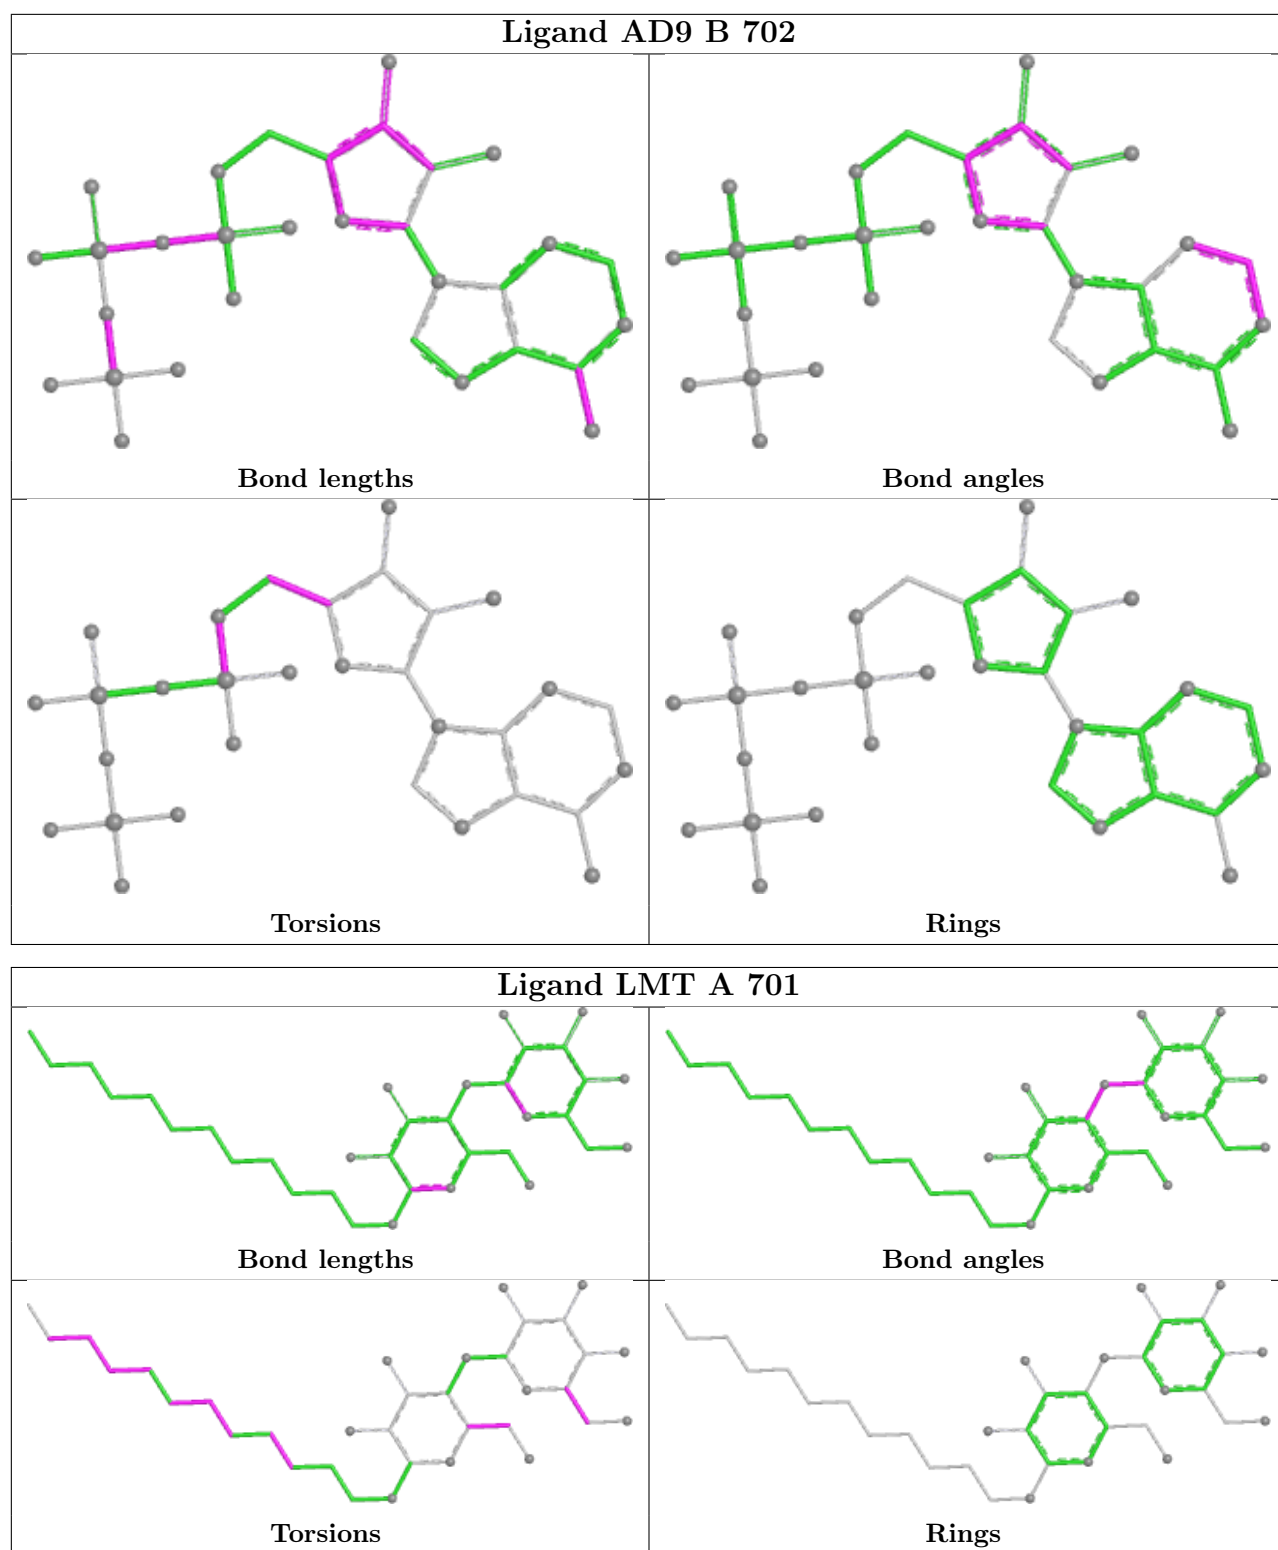 Ligand AD9 B 702
Bond lengths
Bond angles
Torsions
Rings
Ligand LMT A 701
Bond lengths
Bond angles
Torsions
Rings